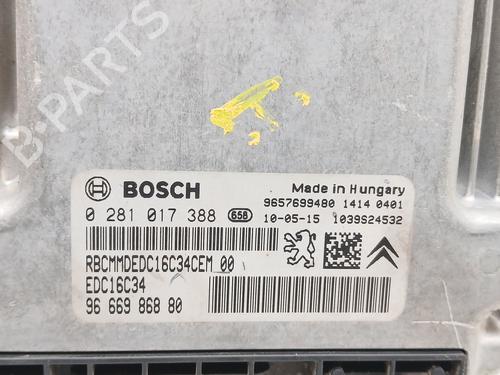 B-PARTS
BOSCH
Made in Hungary
0 281 017 388 658
9657699480 1414 0401
10-05-15 1039S24532
RBCMMDEDC16C34CEM 00
EDC16C34
96 669 868 80